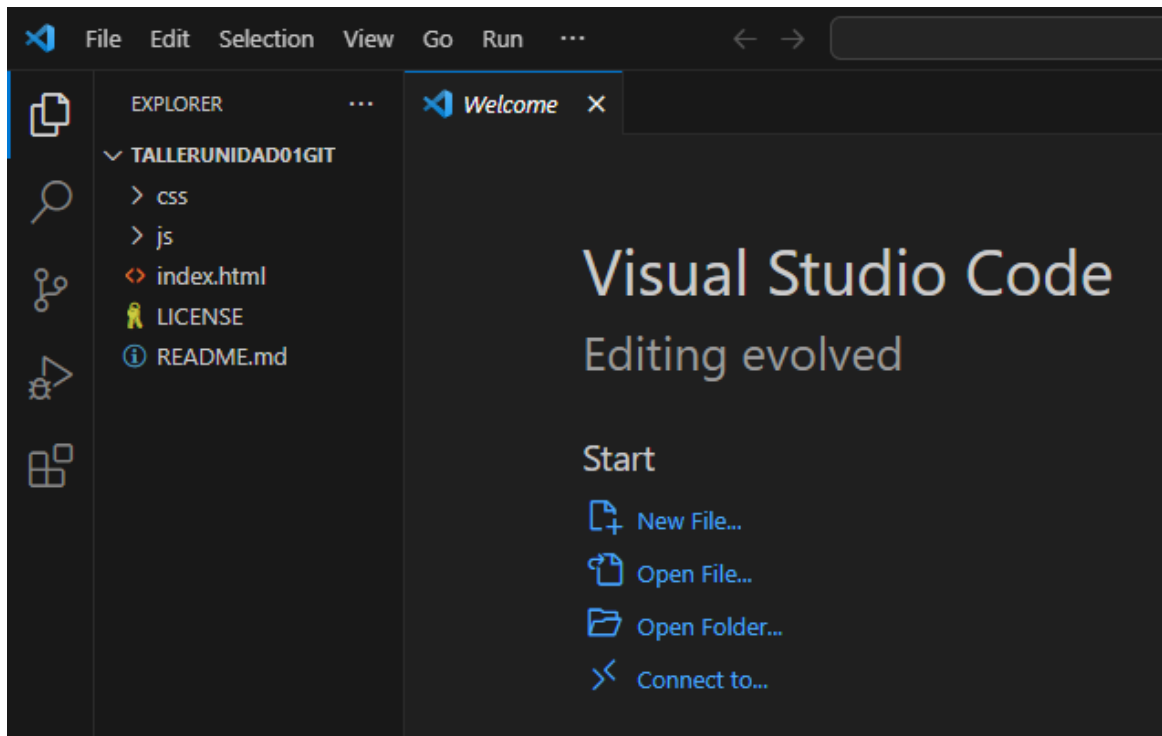 File Edit Selection View Go Run ...
EXPLORER ...
Welcome
TALLERUNIDAD01GIT
css
js
index.html
LICENSE
README.md
Visual Studio Code
Editing evolved
Start
New File...
Open File...
Open Folder...
Connect to...